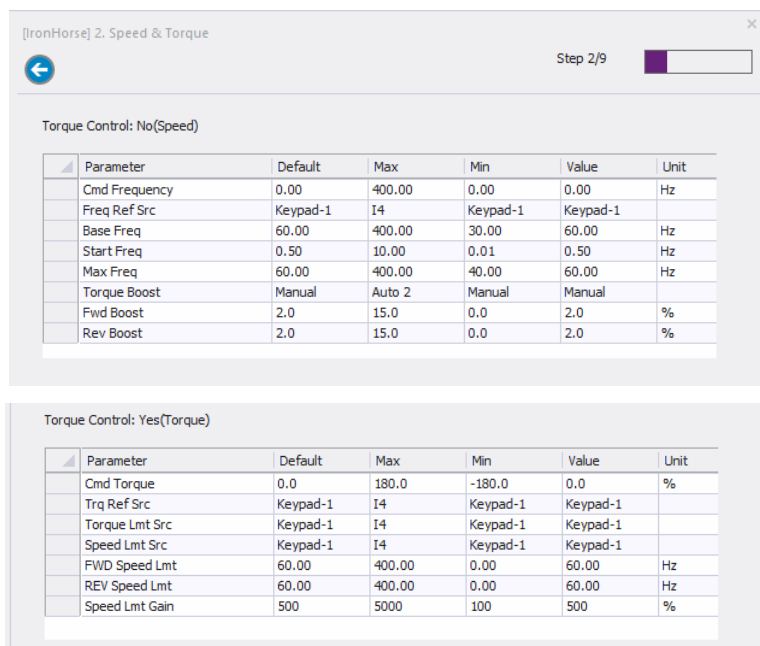 [IronHorse] 2. Speed & Torque
Step 2/9
Torque Control: No(Speed)
Parameter Default Max Min Value Unit
Cmd Frequency 0.00 400.00 0.00 0.00 Hz
Freq Ref Src Keypad-1 I4 Keypad-1 Keypad-1
Base Freq 60.00 400.00 30.00 60.00 Hz
Start Freq 0.50 10.00 0.01 0.50 Hz
Max Freq 60.00 400.00 40.00 60.00 Hz
Torque Boost Manual Auto 2 Manual Manual
Fwd Boost 2.0 15.0 0.0 2.0 %
Rev Boost 2.0 15.0 0.0 2.0 %
Torque Control: Yes(Torque)
Parameter Default Max Min Value Unit
Cmd Torque 0.0 180.0 -180.0 0.0 %
Trq Ref Src Keypad-1 I4 Keypad-1 Keypad-1
Torque Lmt Src Keypad-1 I4 Keypad-1 Keypad-1
Speed Lmt Src Keypad-1 I4 Keypad-1 Keypad-1
FWD Speed Lmt 60.00 400.00 0.00 60.00 Hz
REV Speed Lmt 60.00 400.00 0.00 60.00 Hz
Speed Lmt Gain 500 5000 100 500 %